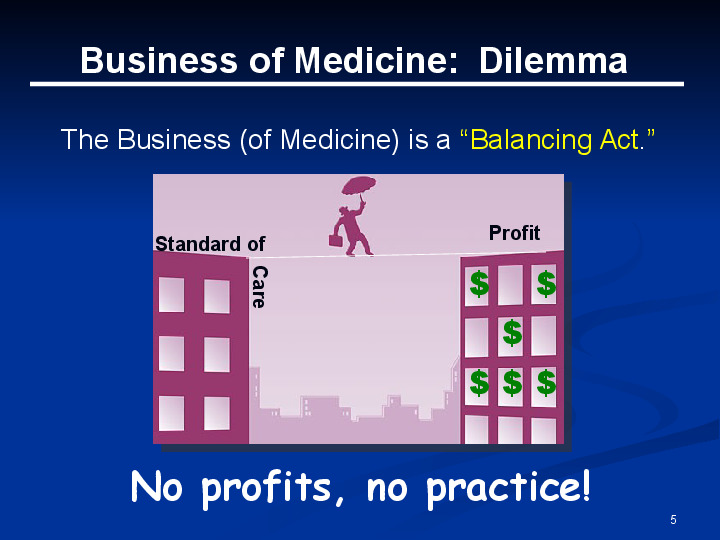 Business of Medicine:  Dilemma
The Business (of Medicine) is a “Balancing Act.”
Profit
Standard of
Care
$ $
$
$ $ $
No profits, no practice!
5